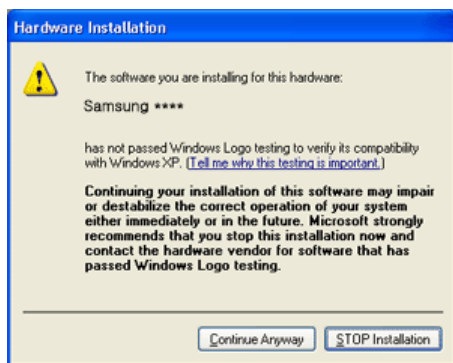 Hardware Installation
The software you are installing for this hardware:
Samsung ****
has not passed Windows Logo testing to verify its compatibility
with Windows XP. (Tell me why this testing is important.)
Continuing your installation of this software may impair
or destabilize the correct operation of your system
either immediately or in the future. Microsoft strongly
recommends that you stop this installation now and
contact the hardware vendor for software that has
passed Windows Logo testing.
Continue Anyway
STOP Installation